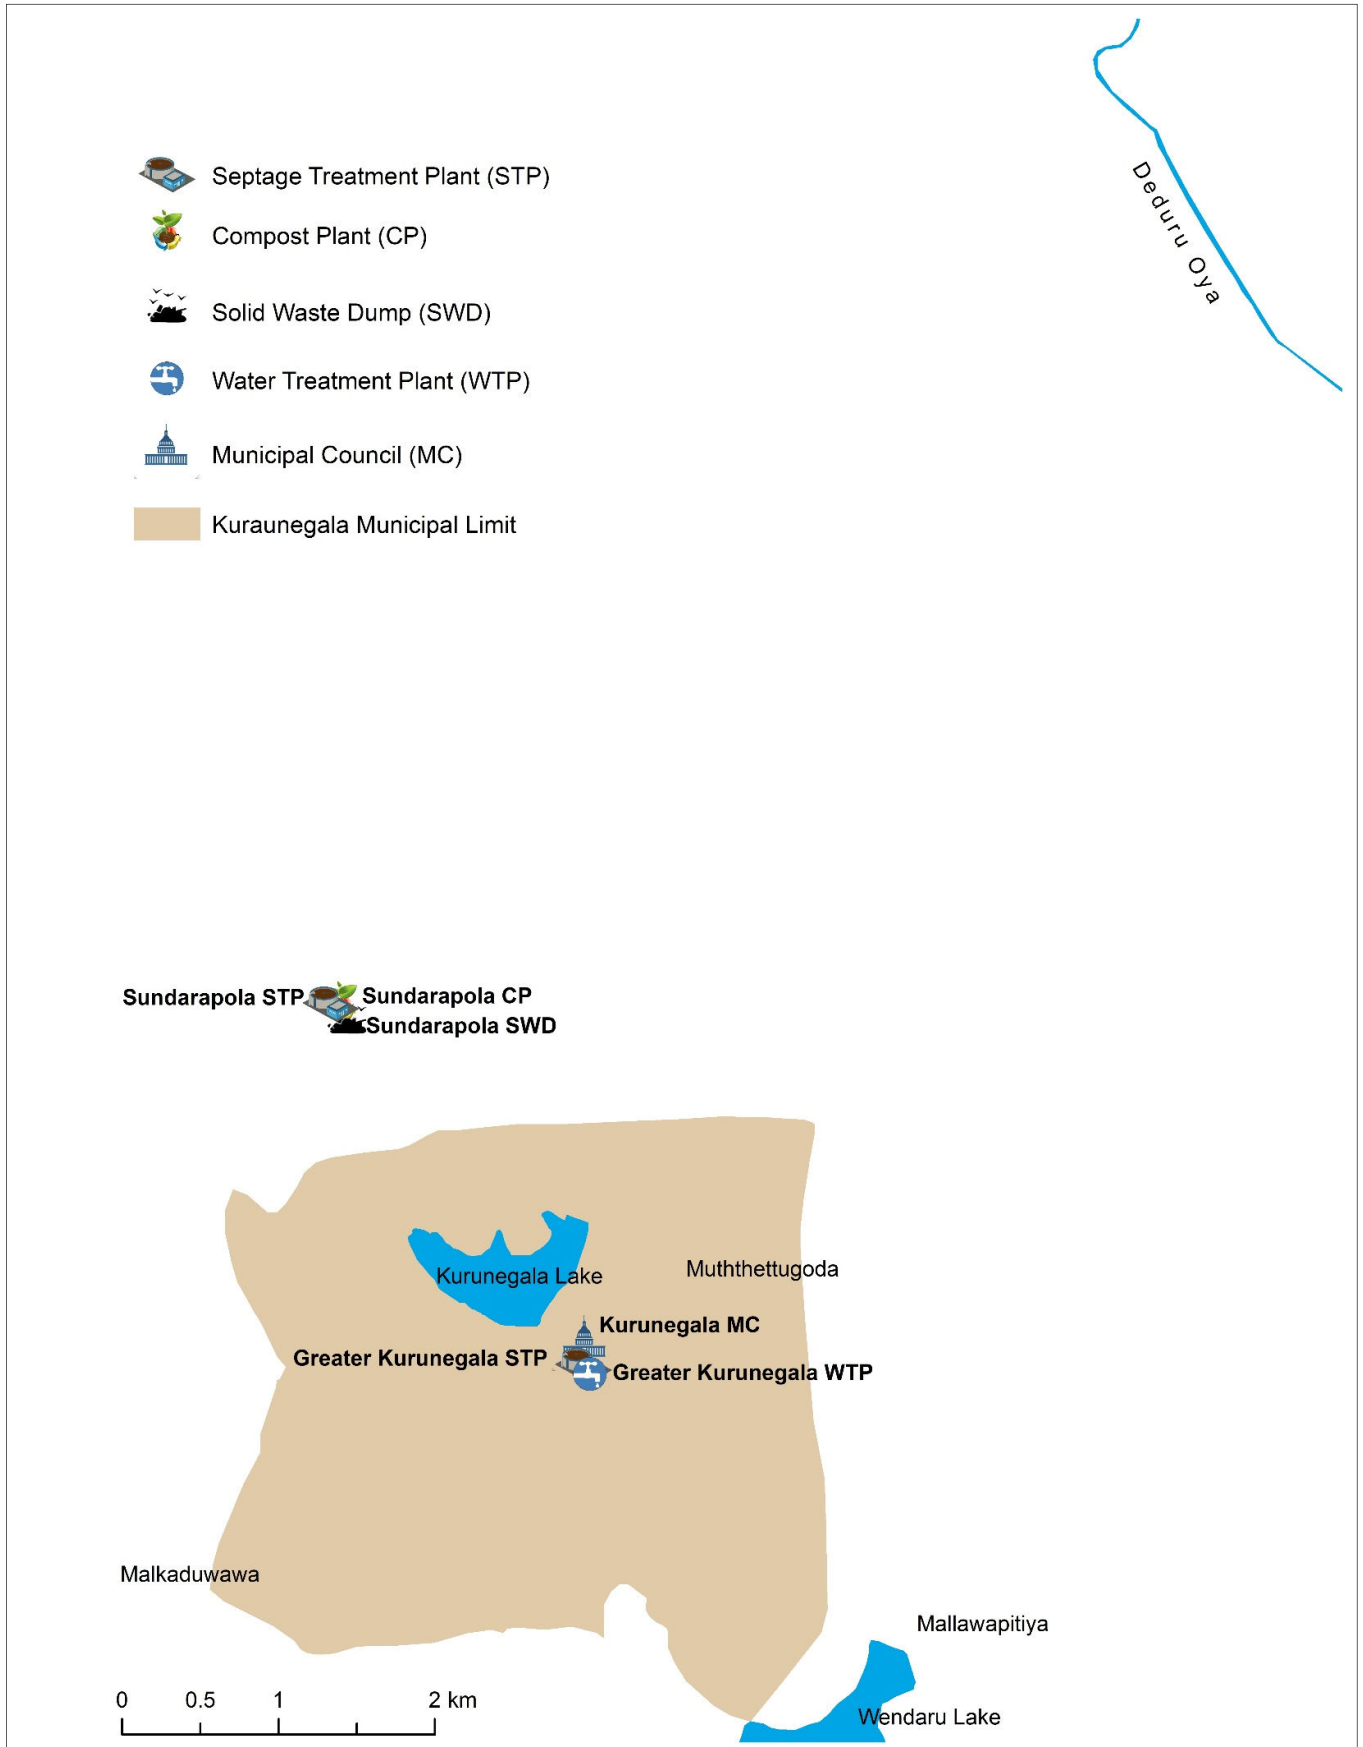 Deduru Oya
Septage Treatment Plant (STP)
Compost Plant (CP)
Solid Waste Dump (SWD)
Water Treatment Plant (WTP)
Municipal Council (MC)
Kuraunegala Municipal Limit
Sundarapola STP
Sundarapola CP
Sundarapola SWD
Kurunegala Lake
Muththettugoda
Kurunegala MC
Greater Kurunegala STP
Greater Kurunegala WTP
Malkaduwawa
Mallawapitiya
Wendaru Lake
0 0.5 1 2 km